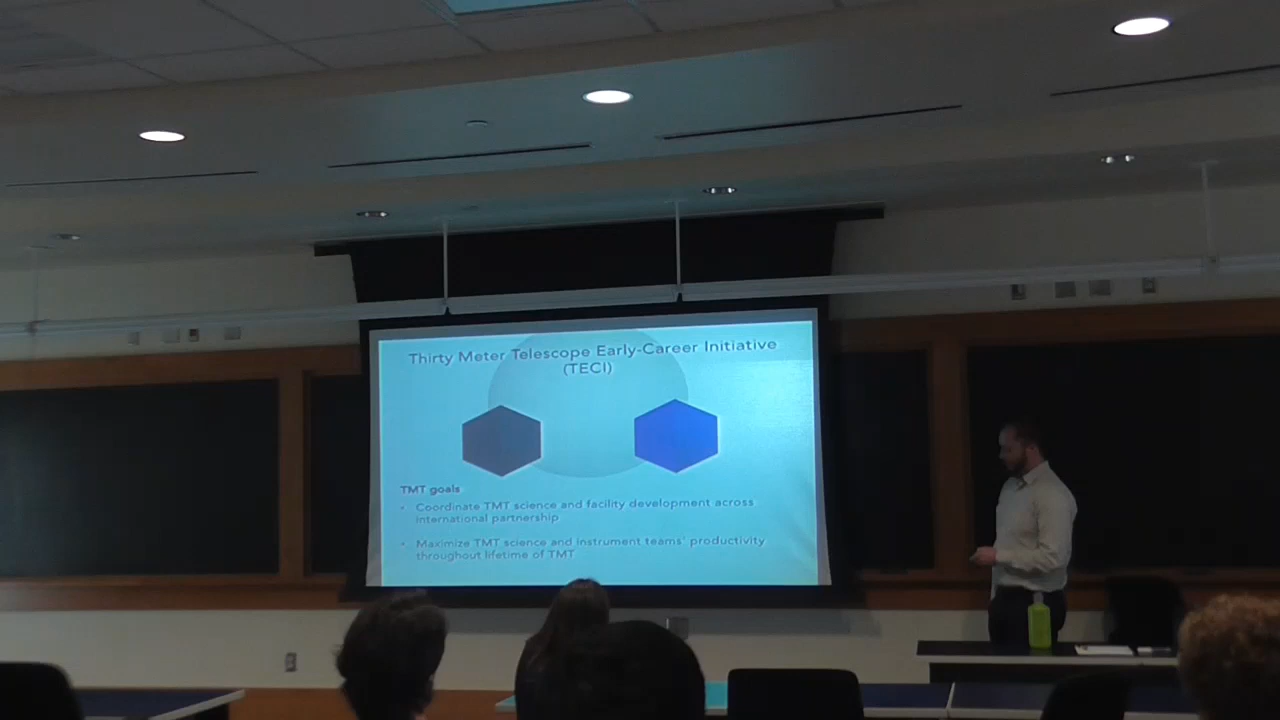 Thirty Meter Telescope Early-Career Initiative
(TECI)
TMT goals
• Coordinate TMT science and facility development across
international partnership
• Maximize TMT science and instrument teams' productivity
throughout lifetime of TMT